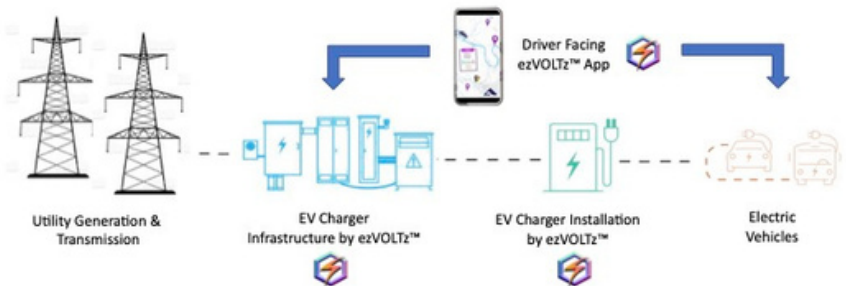 Driver Facing
ezVOLTz™ App
Utility Generation &
Transmission
EV Charger
Infrastructure by ezVOLTz™
EV Charger Installation
by ezVOLTz™
Electric
Vehicles